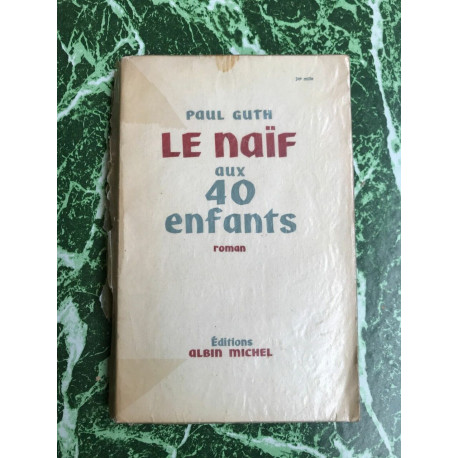 PAUL GUTH
LE NAÏF
aux
40
enfants
roman
Éditions
ALBIN MICHEL